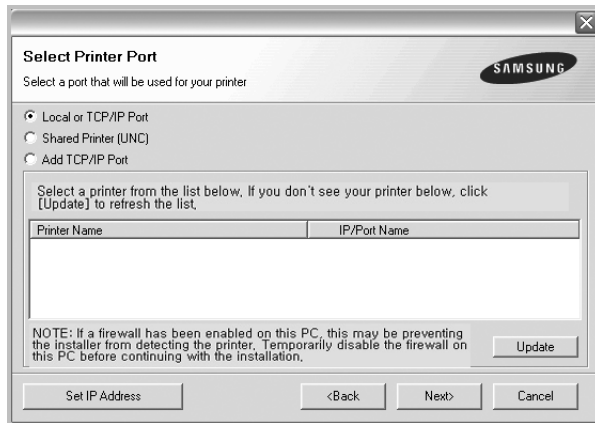 Select Printer Port
Select a port that will be used for your printer
SAMSUNG
Local or TCP/IP Port
Shared Printer (UNC)
Add TCP/IP Port
Select a printer from the list below, If you don't see your printer below, click
[Update] to refresh the list,
Printer Name IP/Port Name
NOTE: If a firewall has been enabled on this PC, this may be preventing
the installer from detecting the printer, Temporarily disable the firewall on
this PC before continuing with the installation,
Update
Set IP Address <Back Next> Cancel